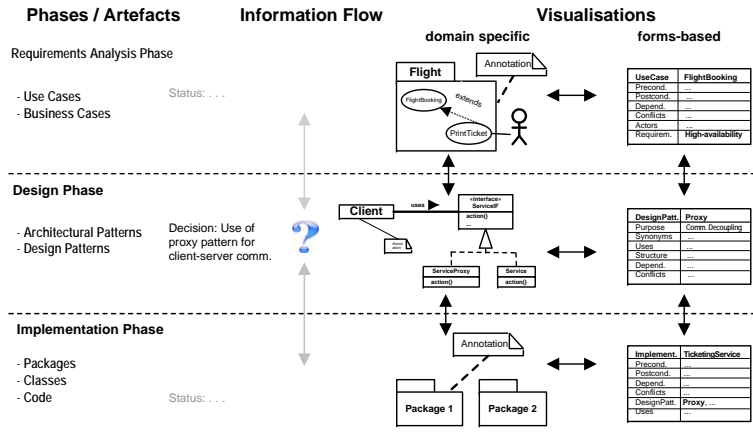 Phases / Artefacts
Information Flow
Visualisations
domain specific
forms-based
Requirements Analysis Phase
- Use Cases
- Business Cases
Status: . . .
Flight
Annotation
FlightBooking
extends
PrintTicket
UseCase FlightBooking
Precond. ...
Postcond. ...
Depend. ...
Conflicts ...
Actors ...
Requirem. High-availability
Design Phase
- Architectural Patterns
- Design Patterns
Decision: Use of
proxy pattern for
client-server comm.
?
Client
uses
«interface»
ServiceIF
action()
...
Annot
ation
ServiceProxy
action()
Service
action()
DesignPatt. Proxy
Purpose Comm. Decoupling
Synonyms ...
Uses ...
Structure ...
Depend. ...
Conflicts ...
Implementation Phase
- Packages
- Classes
- Code
Status: . . .
Annotation
Package 1
Package 2
Implement. TicketingService
Precond. ...
Postcond. ...
Depend. ...
Conflicts ...
DesignPatt. Proxy, ...
Uses ...